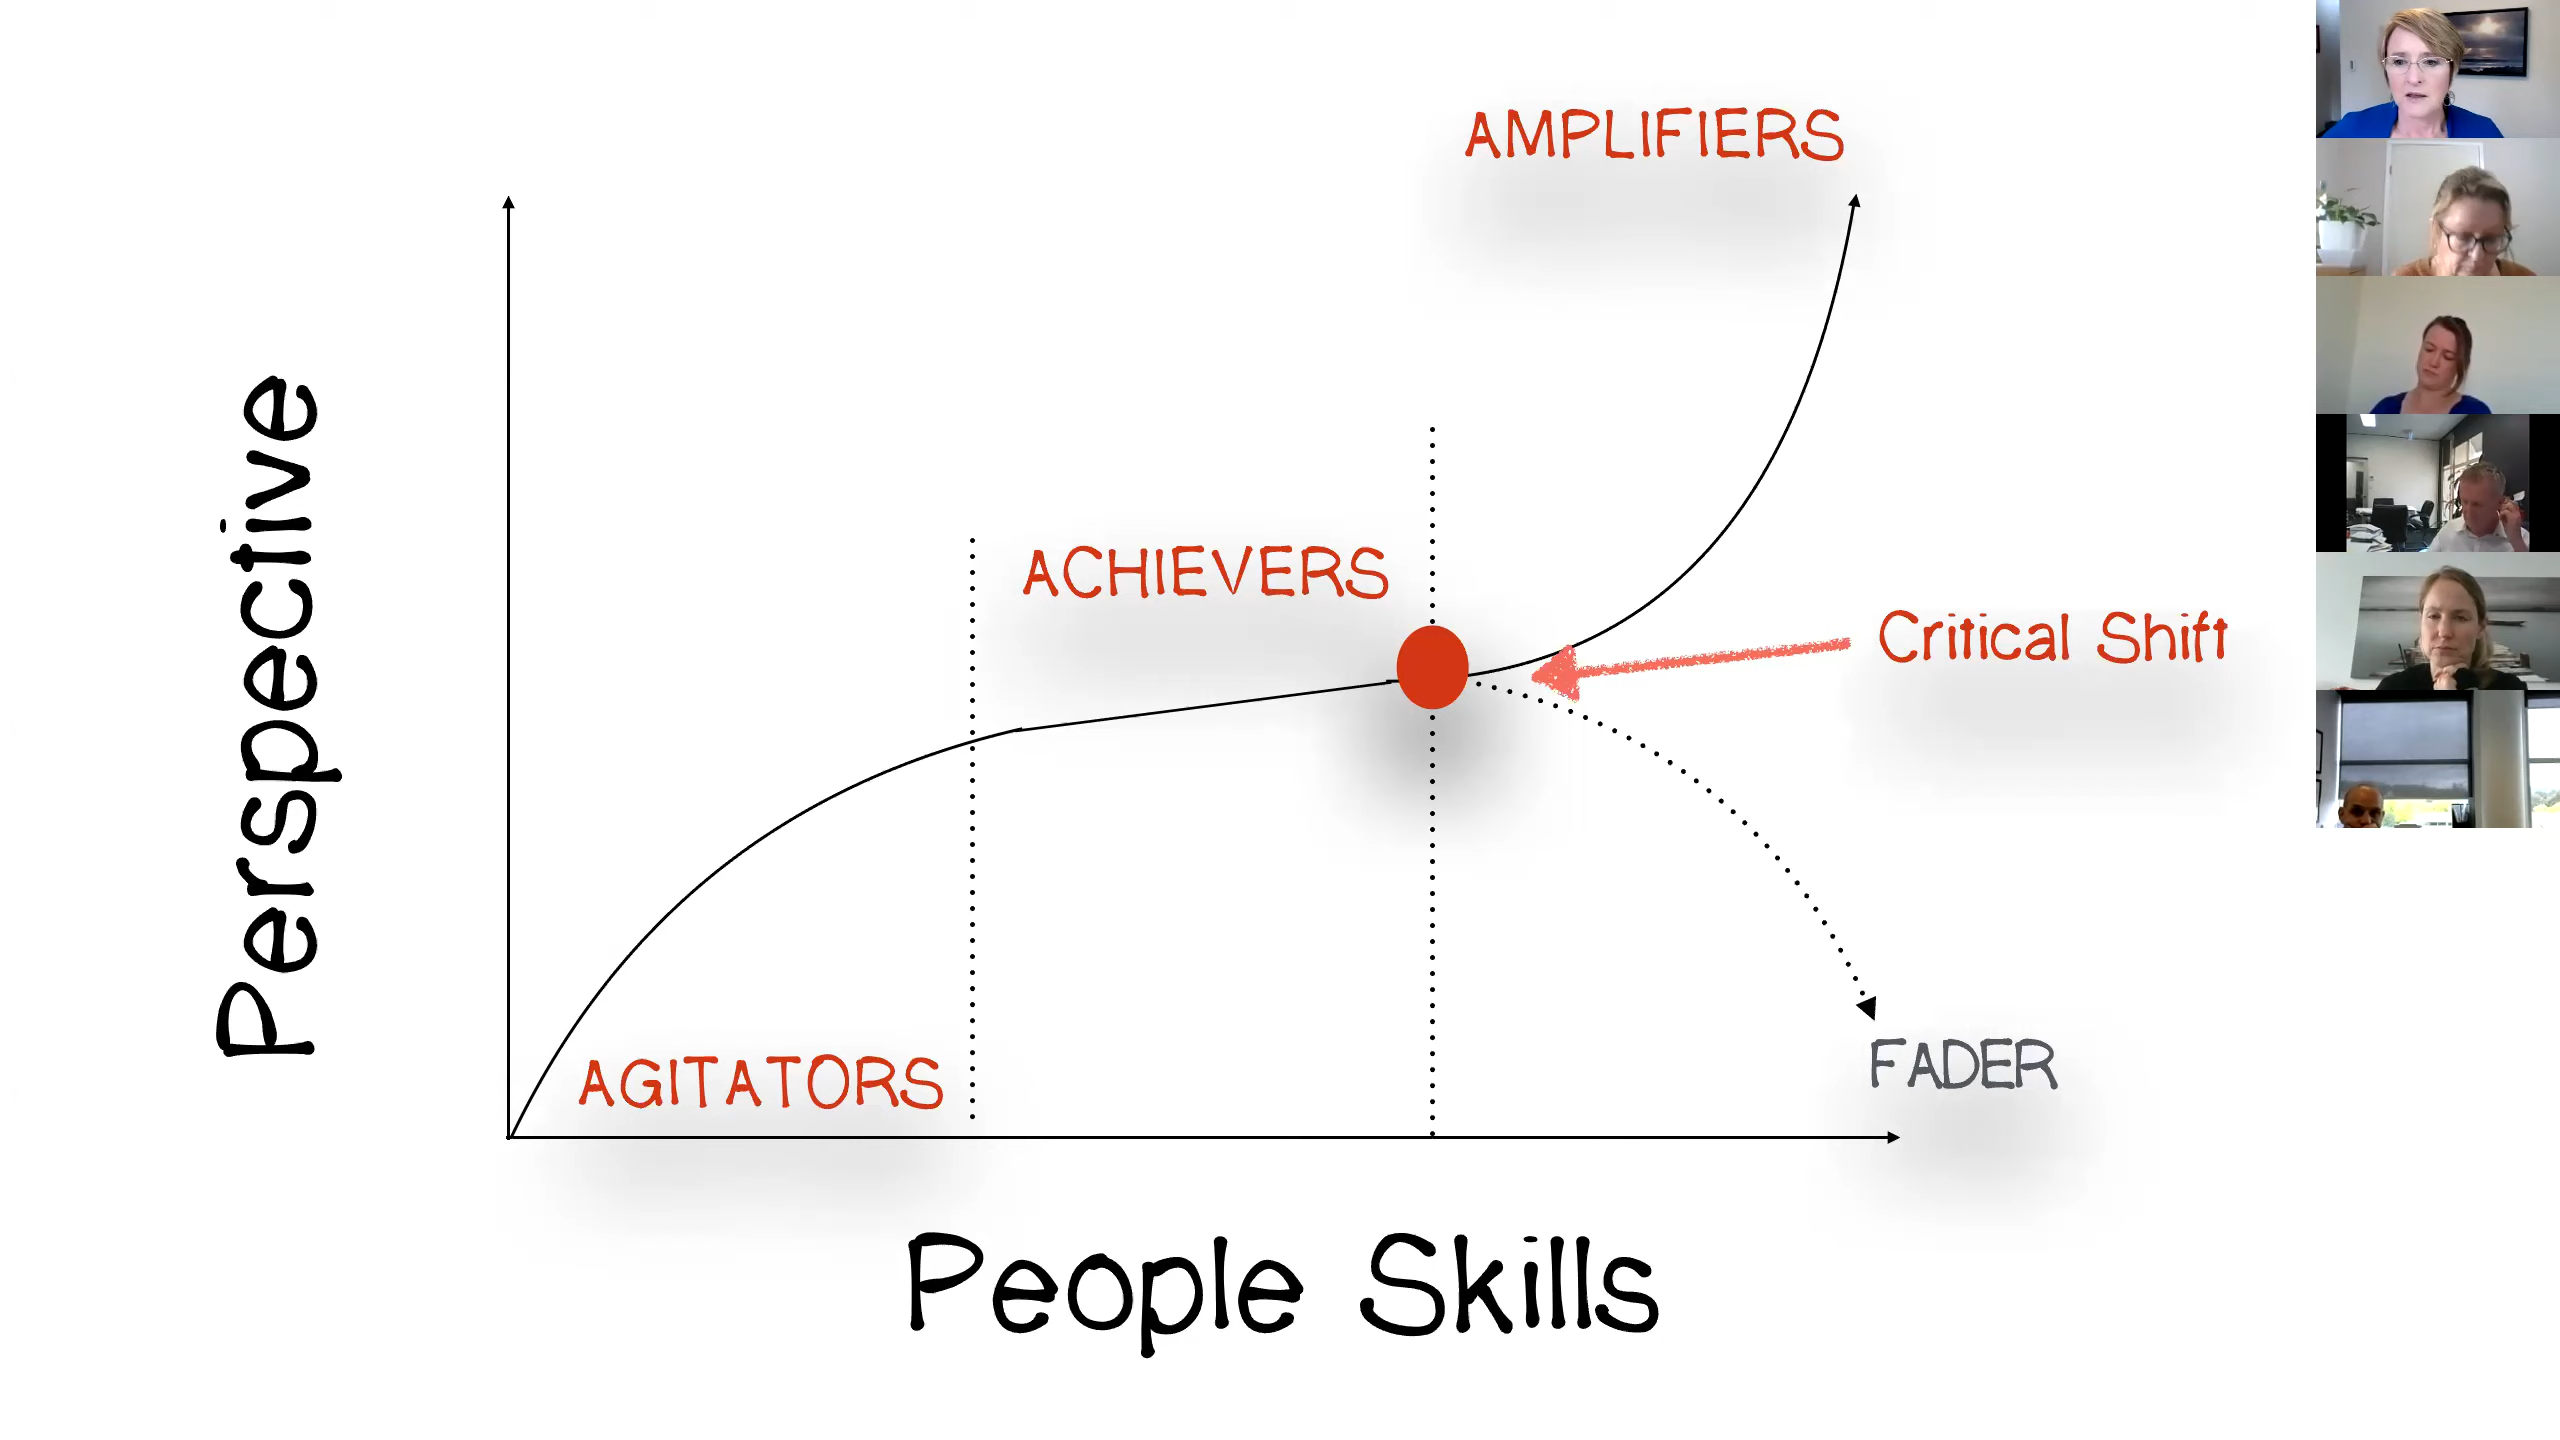 AMPLIFIERS
ACHIEVERS
Critical Shift
Perspective
AGITATORS
FADER
People Skills